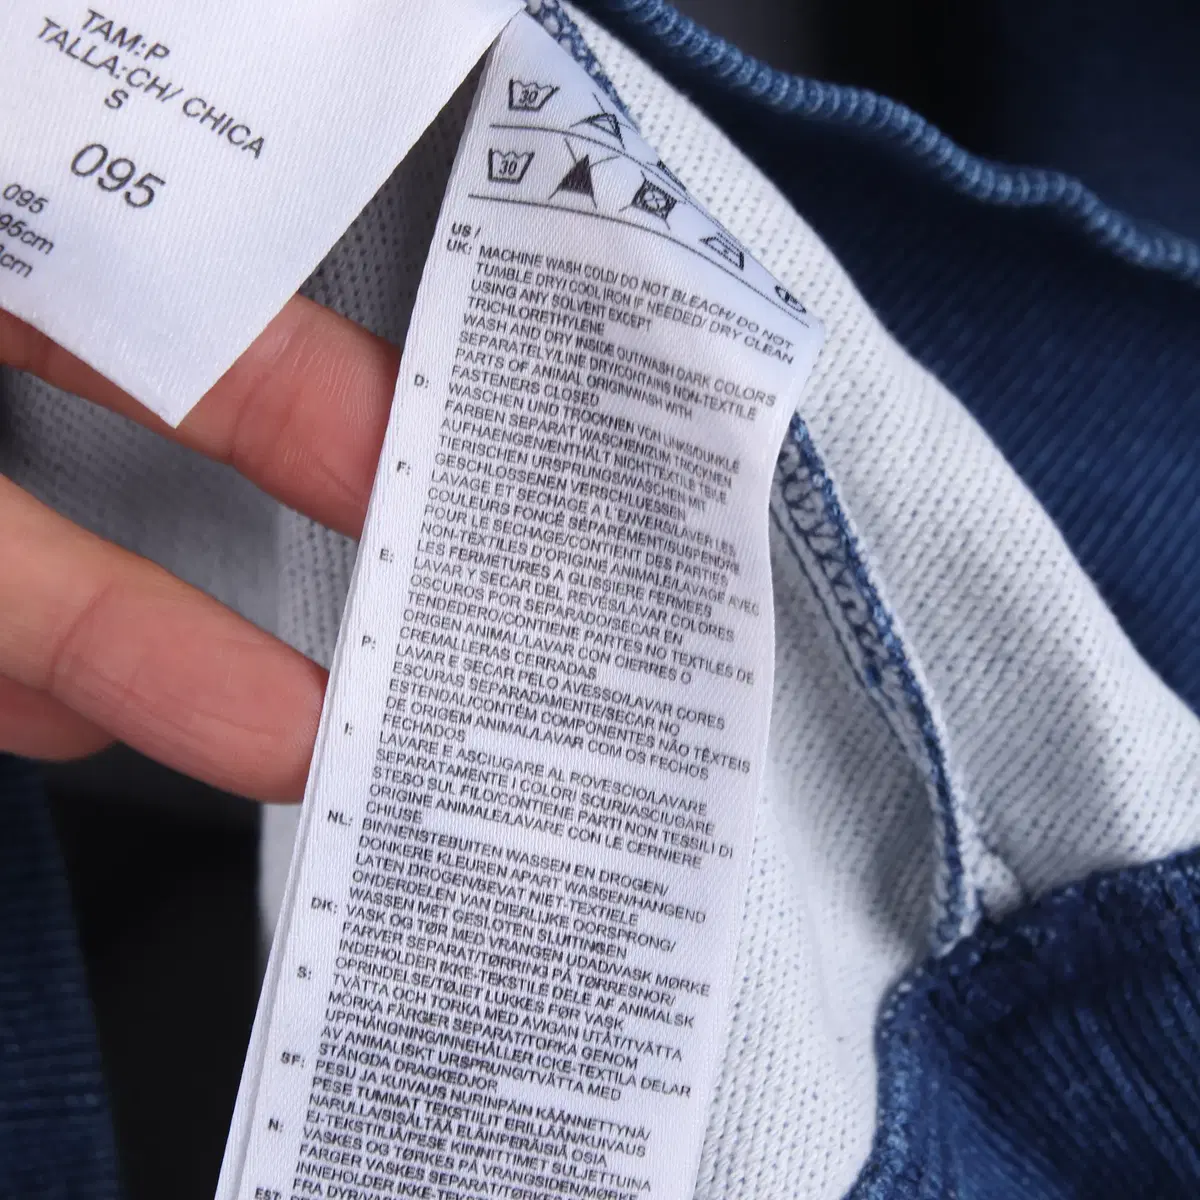 TAM:P
TALLA:CH/ CHICA
S
095
095
95cm
cm
30
30
US /
UK: MACHINE WASH COLD/ DO NOT BLEACH/ DO NOT
TUMBLE DRY/ COOL IRON IF NEEDED/ DRY CLEAN
USING ANY SOLVENT EXCEPT
TRICHLORETHYLENE
WASH AND DRY INSIDE OUT/WASH DARK COLORS
SEPARATELY/LINE DRY/CONTAINS NON-TEXTILE
PARTS OF ANIMAL ORIGIN/WASH WITH
FASTENERS CLOSED
D: WASCHEN UND TROCKNEN VON LINKS/DUNKLE
FARBEN SEPARAT WASCHEN/ZUM TROCKNEN
AUFHAENGEN/ENTHÄLT NICHTTEXTILE TEILE
TIERISCHEN URSPRUNGS/WASCHEN MIT
GESCHLOSSENEN VERSCHLUESSEN
F: LAVAGE ET SECHAGE A L'ENVERS/LAVER LES
COULEURS FONCÉ SÉPAREMENT/SUSPENDRE
POUR LE SECHAGE/CONTIENT DES PARTIES
NON TEXTILES D'ORIGINE ANIMALE/LAVAGE AVEC
LES FERMETURES A GLISSIERE FERMEES
E: LAVAR Y SECAR DEL REVÉS/LAVAR COLORES
OSCUROS POR SEPARADO/SECAR EN
TENDEDERO/CONTIENE PARTES NO TEXTILES DE
ORIGEN ANIMAL/LAVAR CON CIERRES O
CREMALLERAS CERRADAS
P: LAVAR E SECAR PELO AVESSO/LAVAR CORES
ESCURAS SEPARADAMENTE/SECAR NO
ESTENDAL/CONTÉM COMPONENTES NÃO TÊXTEIS
DE ORIGEM ANIMAL/LAVAR COM OS FECHOS
FECHADOS
I: LAVARE E ASCIUGARE AL ROVESCIO/LAVARE
SEPARATAMENTE I COLORI SCURI/ASCIUGARE
STESO SUL FILO/CONTIENE PARTI NON TESSILI DI
ORIGINE ANIMALE/LAVARE CON LE CERNIERE
CHIUSE
NL: BINNENSTEBUITEN WASSEN EN DROGEN/
DONKERE KLEUREN APART WASSEN/HANGEND
LATEN DROGEN/BEVAT NIET TEXTIELE
ONDERDELEN VAN DIERLIJKE OORSPRONG/
WASSEN MET GESLOTEN SLUITINGEN
DK: VASK OG TØR MED VRANGEN UDAD/VASK MØRKE
FARVER SEPARAT/TØRRING PÅ TØRRESNOR/
INDEHOLDER IKKE-TEKSTILE DELE AF ANIMALSK
OPRINDELSE/TØJET LUKKES FØR VASK
S: TVÄTTA OCH TORKA MED AVIGAN UTÅT/TVÄTTA
MÖRKA FÄRGER SEPARAT/TORKA GENOM
UPPHÄNGNING/INNEHÅLLER ICKE-TEXTILA DELAR
AV ANIMALISKT URSPRUNG/TVÄTTA MED
STÄNGDA DRAGKEDJOR
SF: PESU JA KUIVAUS NURINPAIN KÄÄNNETTYNÄ/
PESE TUMMAT TEKSTIILIT ERILLÄÄN/KUIVAUS
NARULLA/SISÄLTÄÄ ELÄINPERÄISIÄ OSIA
EI-TEKSTIILIÄ/PESE KIINNITTIMET SULJETTUINA
N: VASKES OG TØRKES PÅ VRANGSIDEN/MØRKE
FARGER VASKES SEPARAT/TØRKES
INNEHOLDER IKKE-TEKSTILE
FRA DYR/VASKES
EST: